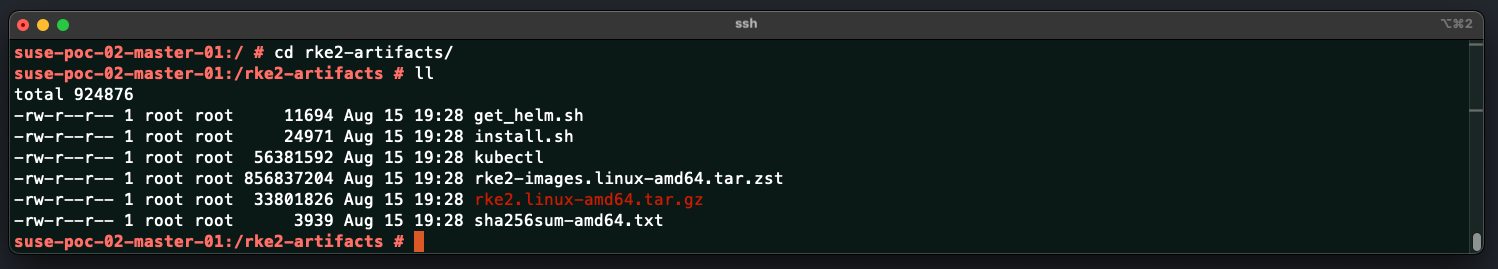 ssh
⌥⌘2
suse-poc-02-master-01:/ # cd rke2-artifacts/
suse-poc-02-master-01:/rke2-artifacts # ll
total 924876
-rw-r--r-- 1 root root     11694 Aug 15 19:28 get_helm.sh
-rw-r--r-- 1 root root     24971 Aug 15 19:28 install.sh
-rw-r--r-- 1 root root  56381592 Aug 15 19:28 kubectl
-rw-r--r-- 1 root root 856837204 Aug 15 19:28 rke2-images.linux-amd64.tar.zst
-rw-r--r-- 1 root root  33801826 Aug 15 19:28 rke2.linux-amd64.tar.gz
-rw-r--r-- 1 root root      3939 Aug 15 19:28 sha256sum-amd64.txt
suse-poc-02-master-01:/rke2-artifacts #